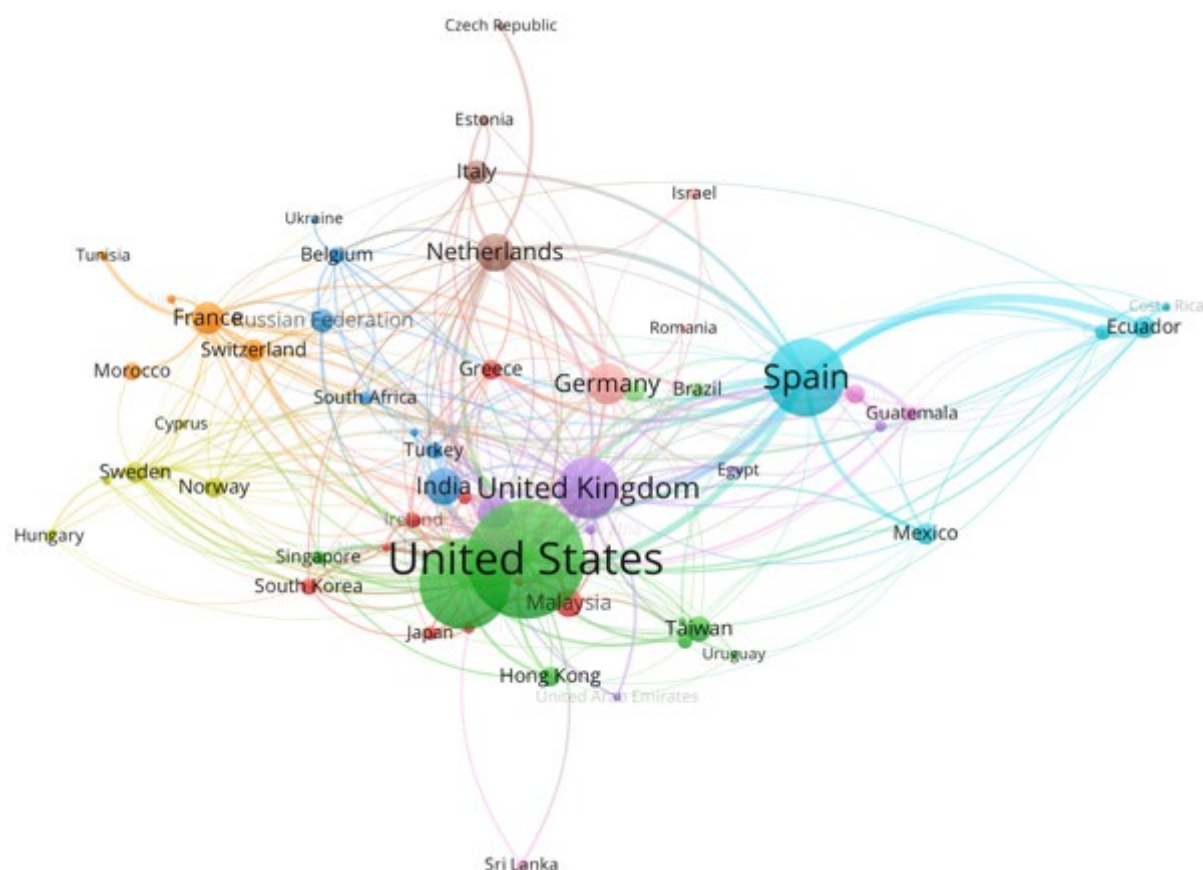 Czech Republic
Estonia
Italy
Israel
Ukraine
Tunisia
Belgium
Netherlands
Costa Rica
France
Russian Federation
Ecuador
Romania
Switzerland
Morocco
Greece
Germany
Spain
South Africa
Brazil
Guatemala
Cyprus
Turkey
Sweden
Egypt
Norway
India
United Kingdom
Hungary
Ireland
Mexico
Singapore
United States
South Korea
Malaysia
Japan
Taiwan
Uruguay
Hong Kong
United Arab Emirates
Sri Lanka